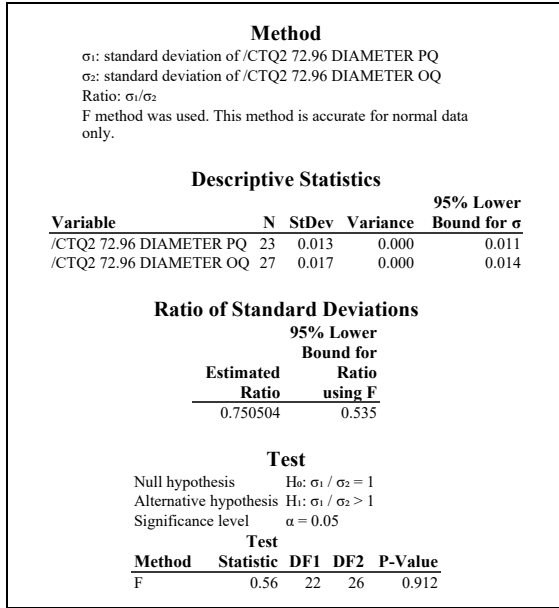 Method
σ₁: standard deviation of /CTQ2 72.96 DIAMETER PQ
σ₂: standard deviation of /CTQ2 72.96 DIAMETER OQ
Ratio: σ₁/σ₂
F method was used. This method is accurate for normal data
only.
Descriptive Statistics
95% Lower
Variable N StDev Variance Bound for σ
/CTQ2 72.96 DIAMETER PQ 23 0.013 0.000 0.011
/CTQ2 72.96 DIAMETER OQ 27 0.017 0.000 0.014
Ratio of Standard Deviations
95% Lower
Bound for
Estimated Ratio
Ratio using F
0.750504 0.535
Test
Null hypothesis H₀: σ₁ / σ₂ = 1
Alternative hypothesis H₁: σ₁ / σ₂ > 1
Significance level α = 0.05
Test
Method Statistic DF1 DF2 P-Value
F 0.56 22 26 0.912